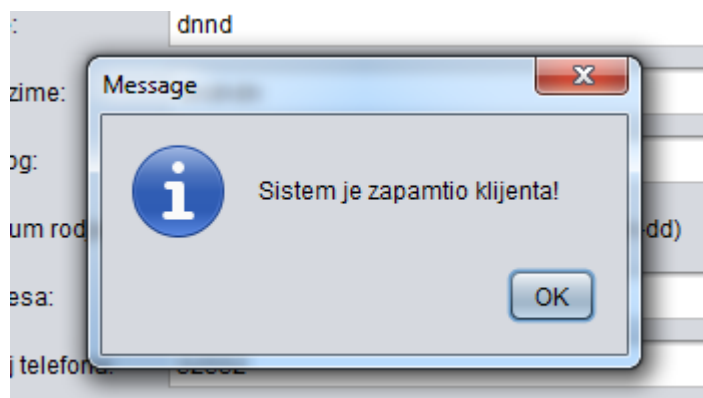 :
dnnd
zime:
Message
og:
Sistem je zapamtio klijenta!
um rod
-dd)
esa:
OK
j telefona: